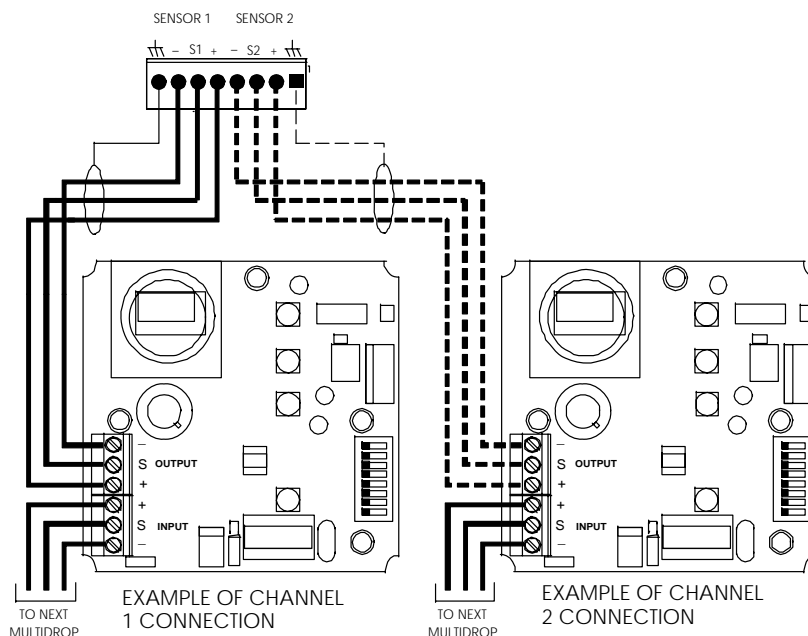 SENSOR 1 SENSOR 2
– S1 + – S2 +
–
S OUTPUT
+
+
S INPUT
–
TO NEXT
MULTIDROP
EXAMPLE OF CHANNEL
1 CONNECTION
–
S OUTPUT
+
+
S INPUT
–
TO NEXT
MULTIDROP
EXAMPLE OF CHANNEL
2 CONNECTION